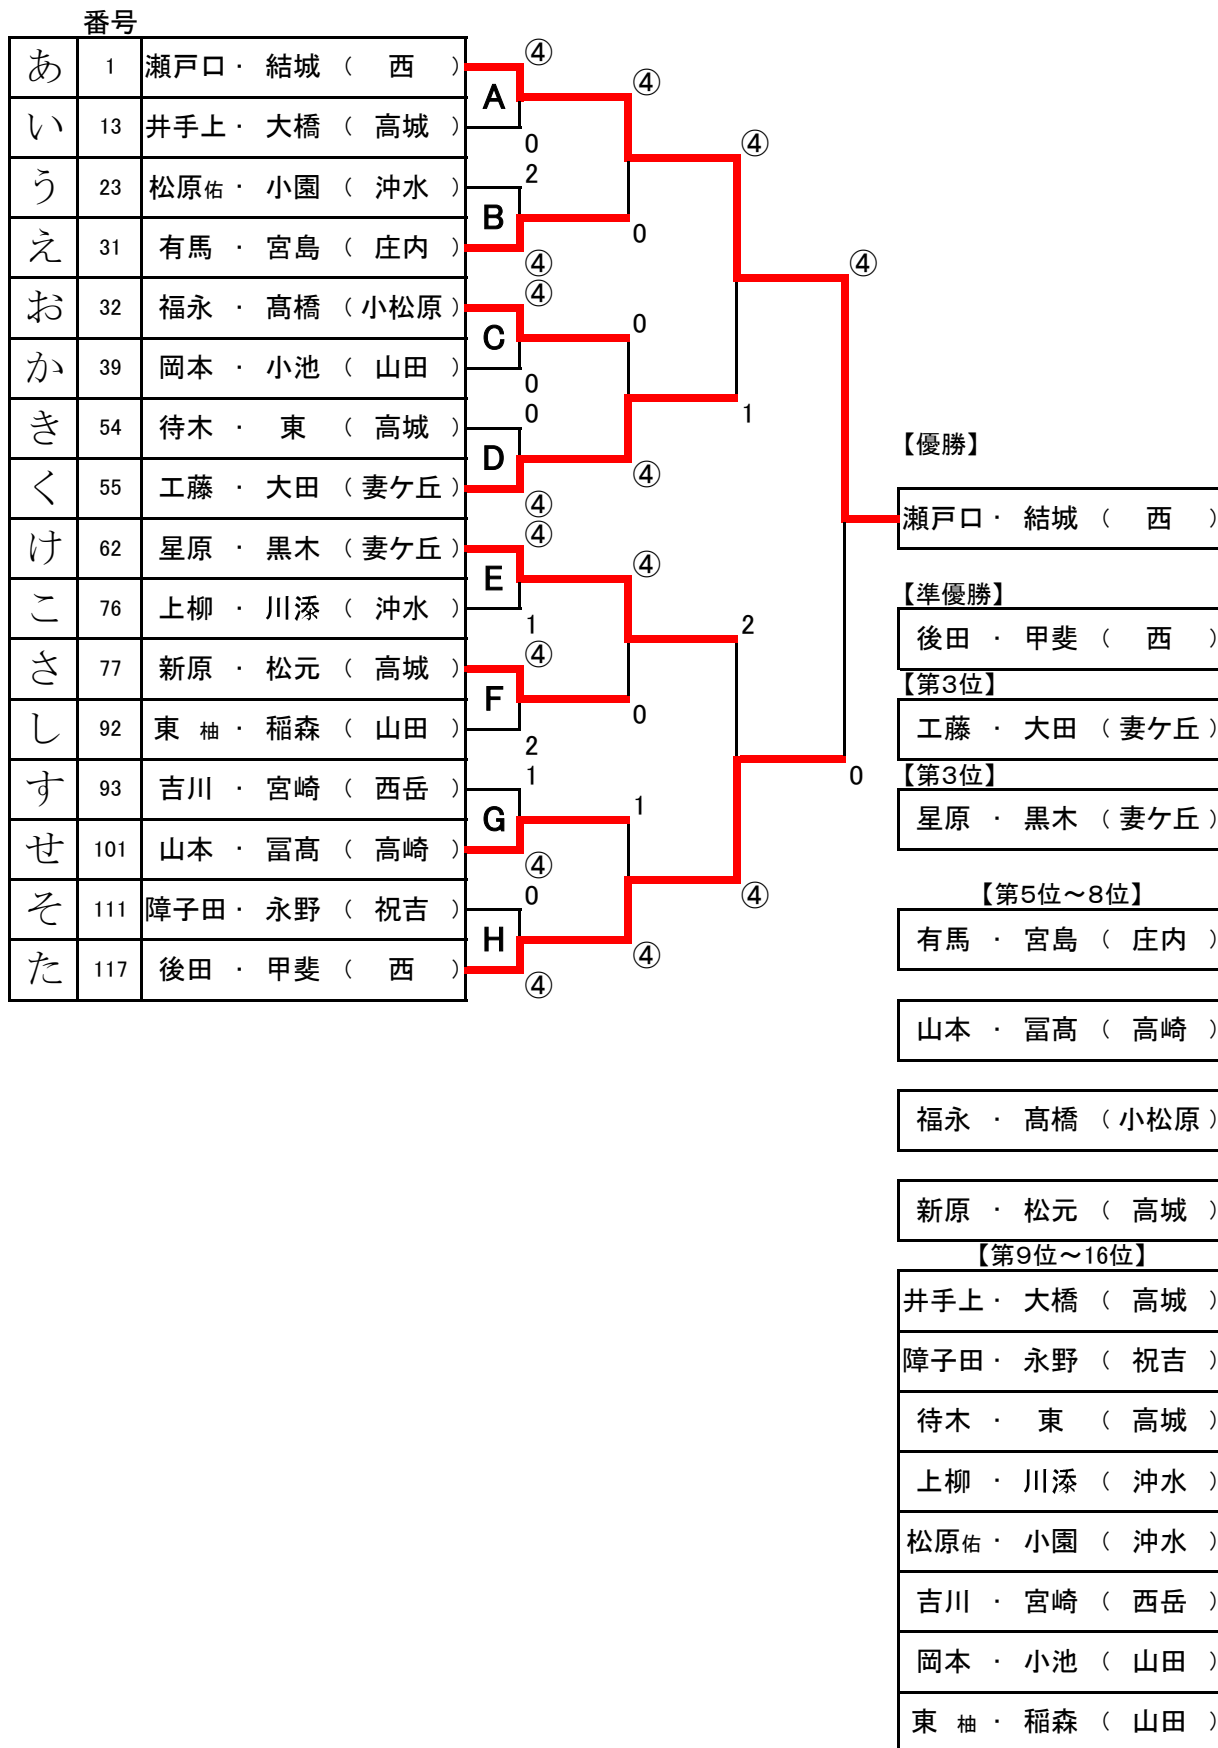 番号
あ 1 瀬戸口・ 結城 （ 西 ）
い 13 井手上・ 大橋 （ 高城 ）
う 23 松原佑・ 小園 （ 沖水 ）
え 31 有馬 ・ 宮島 （ 庄内 ）
お 32 福永 ・ 髙橋 （小松原）
か 39 岡本 ・ 小池 （ 山田 ）
き 54 待木 ・ 東 （ 高城 ）
く 55 工藤 ・ 大田 （妻ケ丘）
け 62 星原 ・ 黒木 （妻ケ丘）
こ 76 上柳 ・ 川添 （ 沖水 ）
さ 77 新原 ・ 松元 （ 高城 ）
し 92 東 柚 ・ 稲森 （ 山田 ）
す 93 吉川 ・ 宮崎 （ 西岳 ）
せ 101 山本 ・ 冨髙 （ 高崎 ）
そ 111 障子田・ 永野 （ 祝吉 ）
た 117 後田 ・ 甲斐 （ 西 ）
A
B
C
D
E
F
G
H
④
0
2
④
④
0
0
④
④
1
④
2
1
④
0
④
④
0
0
④
④
0
1
④
④
1
2
④
④
0
【優勝】
瀬戸口・ 結城 （ 西 ）
【準優勝】
後田 ・ 甲斐 （ 西 ）
【第3位】
工藤 ・ 大田 （妻ケ丘）
【第3位】
星原 ・ 黒木 （妻ケ丘）
【第5位～8位】
有馬 ・ 宮島 （ 庄内 ）
山本 ・ 冨髙 （ 高崎 ）
福永 ・ 髙橋 （小松原）
新原 ・ 松元 （ 高城 ）
【第9位～16位】
井手上・ 大橋 （ 高城 ）
障子田・ 永野 （ 祝吉 ）
待木 ・ 東 （ 高城 ）
上柳 ・ 川添 （ 沖水 ）
松原佑・ 小園 （ 沖水 ）
吉川 ・ 宮崎 （ 西岳 ）
岡本 ・ 小池 （ 山田 ）
東 柚 ・ 稲森 （ 山田 ）